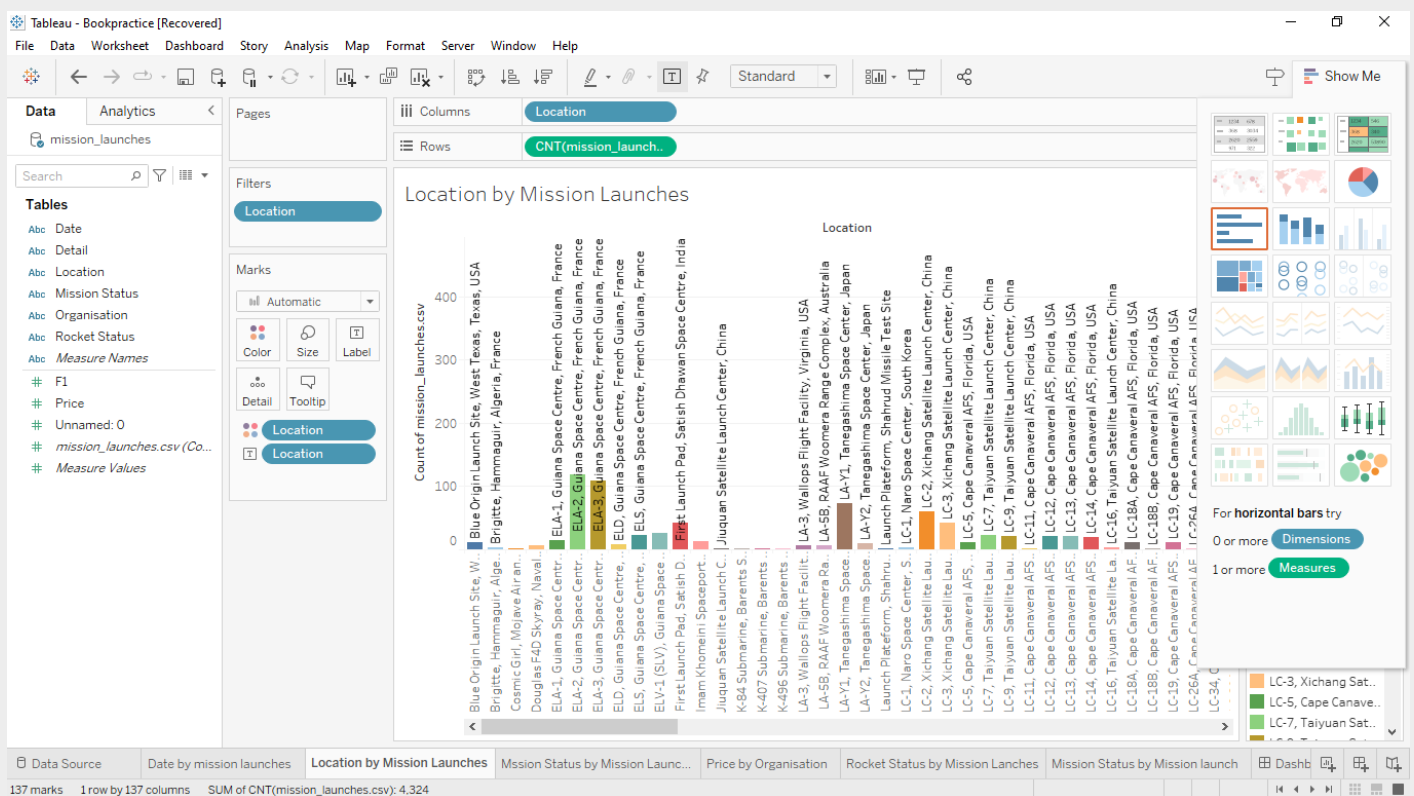 Tableau - Bookpractice [Recovered]
File Data Worksheet Dashboard Story Analysis Map Format Server Window Help
Standard
Show Me
Data Analytics
mission_launches
Search
Tables
Abc Date
Abc Detail
Abc Location
Abc Mission Status
Abc Organisation
Abc Rocket Status
Abc Measure Names
# F1
# Price
# Unnamed: 0
# mission_launches.csv (Co...
# Measure Values
Pages
Filters
Location
Marks
Automatic
Color Size Label
Detail Tooltip
Location
Location
Columns Location
Rows CNT(mission_launch..
Location by Mission Launches
Location
Count of mission_launches.csv
400
300
200
100
0
Blue Origin Launch Site, West Texas, Texas, USA
Brigitte, Hammaguir, Algeria, France
ELA-1, Guiana Space Centre, French Guiana, France
ELA-2, Guiana Space Centre, French Guiana, France
ELA-3, Guiana Space Centre, French Guiana, France
ELD, Guiana Space Centre, French Guiana, France
ELS, Guiana Space Centre, French Guiana, France
First Launch Pad, Satish Dhawan Space Centre, India
Jiuquan Satellite Launch Center, China
LA-3, Wallops Flight Facility, Virginia, USA
LA-5B, RAAF Woomera Range Complex, Australia
LA-Y1, Tanegashima Space Center, Japan
LA-Y2, Tanegashima Space Center, Japan
Launch Plateform, Shahrud Missile Test Site
LC-1, Naro Space Center, South Korea
LC-2, Xichang Satellite Launch Center, China
LC-3, Xichang Satellite Launch Center, China
LC-5, Cape Canaveral AFS, Florida, USA
LC-7, Taiyuan Satellite Launch Center, China
LC-9, Taiyuan Satellite Launch Center, China
LC-11, Cape Canaveral AFS, Florida, USA
LC-12, Cape Canaveral AFS, Florida, USA
LC-13, Cape Canaveral AFS, Florida, USA
LC-14, Cape Canaveral AFS, Florida, USA
LC-16, Taiyuan Satellite Launch Center, China
LC-18A, Cape Canaveral AFS, Florida, USA
LC-18B, Cape Canaveral AFS, Florida, USA
LC-19, Cape Canaveral AFS, Florida, USA
LC-26A, Cape Canaveral AFS, Florida, USA
Blue Origin Launch Site, W..
Brigitte, Hammaguir, Alge..
Cosmic Girl, Mojave Air an..
Douglas F4D Skyray, Naval..
ELA-1, Guiana Space Centr..
ELA-2, Guiana Space Centr..
ELA-3, Guiana Space Centr..
ELD, Guiana Space Centre, ..
ELS, Guiana Space Centre, ..
ELV-1 (SLV), Guiana Space ..
First Launch Pad, Satish D..
Imam Khomeini Spaceport..
Jiuquan Satellite Launch C..
K-84 Submarine, Barents S..
K-407 Submarine, Barents ..
K-496 Submarine, Barents ..
LA-3, Wallops Flight Facilit..
LA-5B, RAAF Woomera Ra..
LA-Y1, Tanegashima Space..
LA-Y2, Tanegashima Space..
Launch Plateform, Shahru..
LC-1, Naro Space Center, S..
LC-2, Xichang Satellite Lau..
LC-3, Xichang Satellite Lau..
LC-5, Cape Canaveral AFS, ..
LC-7, Taiyuan Satellite Lau..
LC-9, Taiyuan Satellite Lau..
LC-11, Cape Canaveral AFS..
LC-12, Cape Canaveral AFS..
LC-13, Cape Canaveral AFS..
LC-14, Cape Canaveral AFS..
LC-16, Taiyuan Satellite La..
LC-18A, Cape Canaveral AF..
LC-18B, Cape Canaveral AF..
LC-19, Cape Canaveral AFS..
LC-26A, Cape Canaveral AF..
LC-34, C
For horizontal bars try
0 or more Dimensions
1 or more Measures
LC-3, Xichang Sat..
LC-5, Cape Canave..
LC-7, Taiyuan Sat..
Data Source Date by mission launches Location by Mission Launches Mssion Status by Mission Launc... Price by Organisation Rocket Status by Mission Lanches Mission Status by Mission launch Dashb
137 marks 1 row by 137 columns SUM of CNT(mission_launches.csv): 4,324